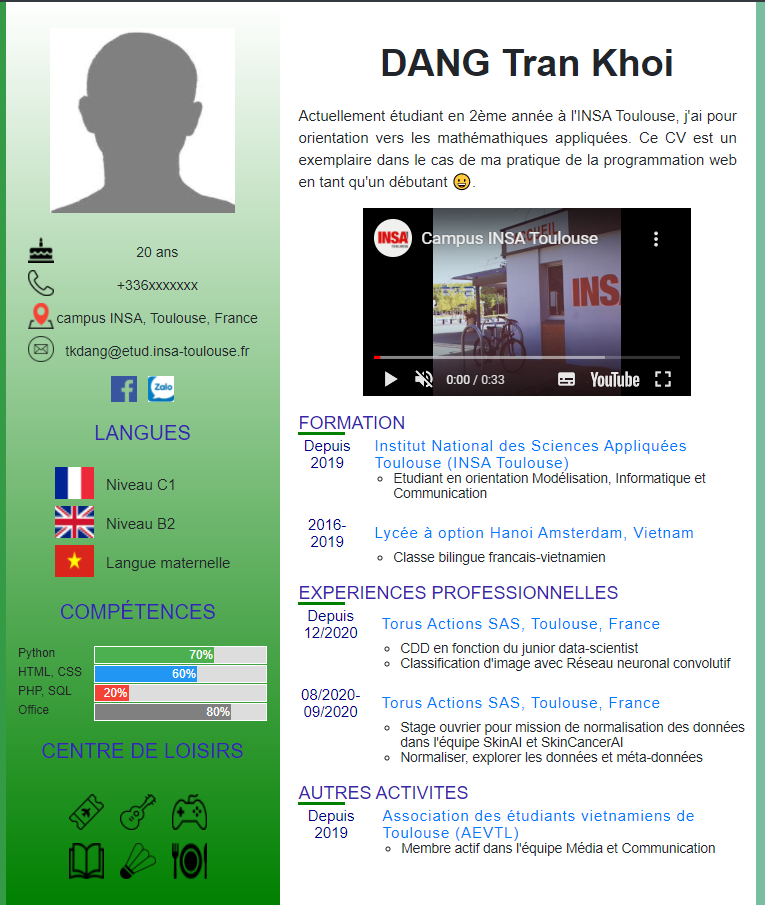 20 ans
+336xxxxxxx
campus INSA, Toulouse, France
tkdang@etud.insa-toulouse.fr
Zalo
LANGUES
Niveau C1
Niveau B2
Langue maternelle
COMPÉTENCES
Python 70%
HTML, CSS 60%
PHP, SQL 20%
Office 80%
CENTRE DE LOISIRS
DANG Tran Khoi
Actuellement étudiant en 2ème année à l'INSA Toulouse, j'ai pour
orientation vers les mathémathiques appliquées. Ce CV est un
exemplaire dans le cas de ma pratique de la programmation web
en tant qu'un débutant 😀.
INSA Campus INSA Toulouse
ACCUEIL
INS
0:00 / 0:33 YouTube
FORMATION
Depuis
2019
Institut National des Sciences Appliquées
Toulouse (INSA Toulouse)
Etudiant en orientation Modélisation, Informatique et
Communication
2016-
2019
Lycée à option Hanoi Amsterdam, Vietnam
Classe bilingue francais-vietnamien
EXPERIENCES PROFESSIONNELLES
Depuis
12/2020
Torus Actions SAS, Toulouse, France
CDD en fonction du junior data-scientist
Classification d'image avec Réseau neuronal convolutif
08/2020-
09/2020
Torus Actions SAS, Toulouse, France
Stage ouvrier pour mission de normalisation des données
dans l'équipe SkinAI et SkinCancerAI
Normaliser, explorer les données et méta-données
AUTRES ACTIVITES
Depuis
2019
Association des étudiants vietnamiens de
Toulouse (AEVTL)
Membre actif dans l'équipe Média et Communication